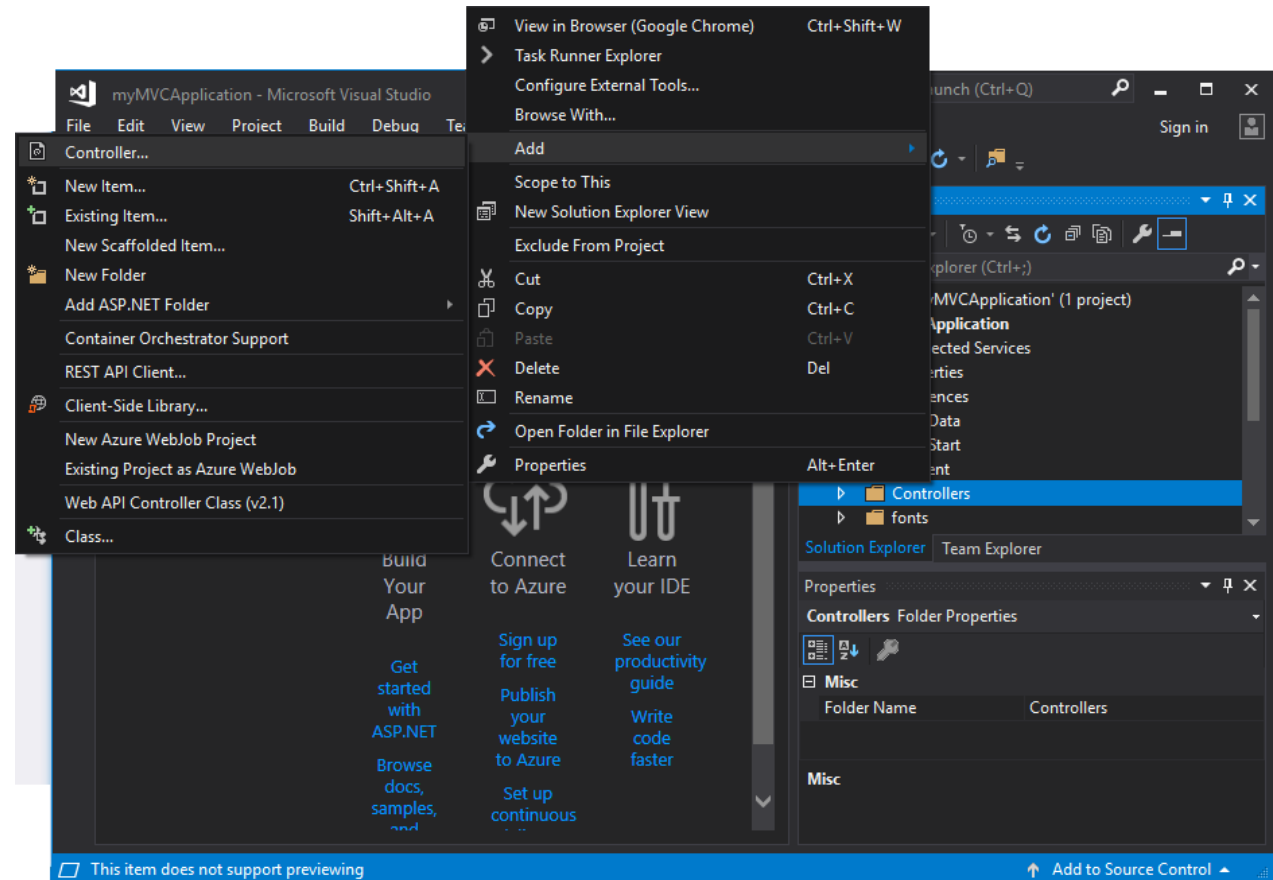 View in Browser (Google Chrome) Ctrl+Shift+W
Task Runner Explorer
Configure External Tools...
Browse With...
Add
Scope to This
New Solution Explorer View
Exclude From Project
Cut Ctrl+X
Copy Ctrl+C
Paste Ctrl+V
Delete Del
Rename
Open Folder in File Explorer
Properties Alt+Enter
myMVCApplication - Microsoft Visual Studio
(Ctrl+Q)
File Edit View Project Build Debug
Sign in
Controller...
New Item... Ctrl+Shift+A
Existing Item... Shift+Alt+A
New Scaffolded Item...
New Folder
Add ASP.NET Folder
Container Orchestrator Support
REST API Client...
Client-Side Library...
New Azure WebJob Project
Existing Project as Azure WebJob
Web API Controller Class (v2.1)
Class...
(Ctrl+;)
MVCApplication' (1 project)
Application
Services
Data
Start
Controllers
fonts
Solution Explorer Team Explorer
Build
Your
App
Get
started
with
ASP.NET
Browse
docs,
samples,
and
Connect
to Azure
Sign up
for free
Publish
your
website
to Azure
Set up
continuous
Learn
your IDE
See our
productivity
guide
Write
code
faster
Properties
Controllers Folder Properties
Misc
Folder Name Controllers
Misc
This item does not support previewing
Add to Source Control